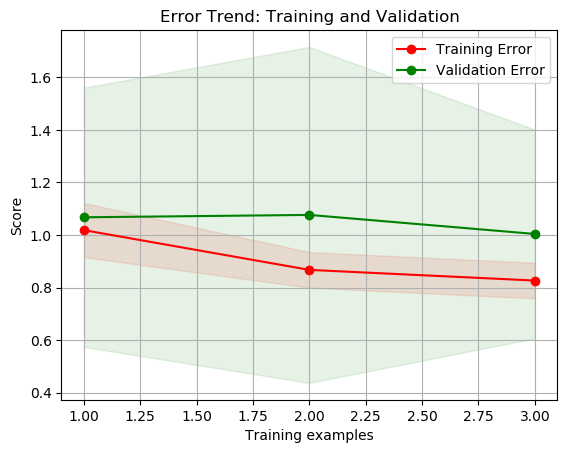 Error Trend: Training and Validation
Training Error
Validation Error
Score
1.6
1.4
1.2
1.0
0.8
0.6
0.4
1.00 1.25 1.50 1.75 2.00 2.25 2.50 2.75 3.00
Training examples